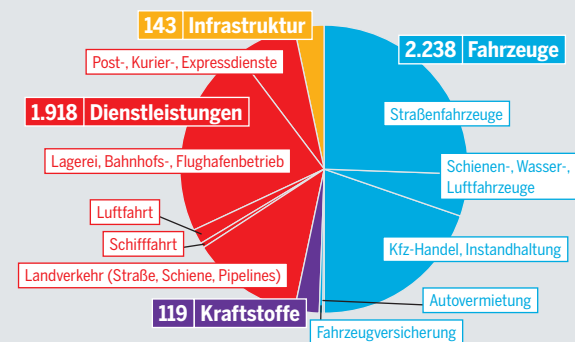 143 Infrastruktur
2.238 Fahrzeuge
Post-, Kurier-, Expressdienste
1.918 Dienstleistungen
Straßenfahrzeuge
Lagerei, Bahnhofs-, Flughafenbetrieb
Schienen-, Wasser-,
Luftfahrzeuge
Luftfahrt
Schifffahrt
Kfz-Handel, Instandhaltung
Landverkehr (Straße, Schiene, Pipelines)
Autovermietung
119 Kraftstoffe
Fahrzeugversicherung